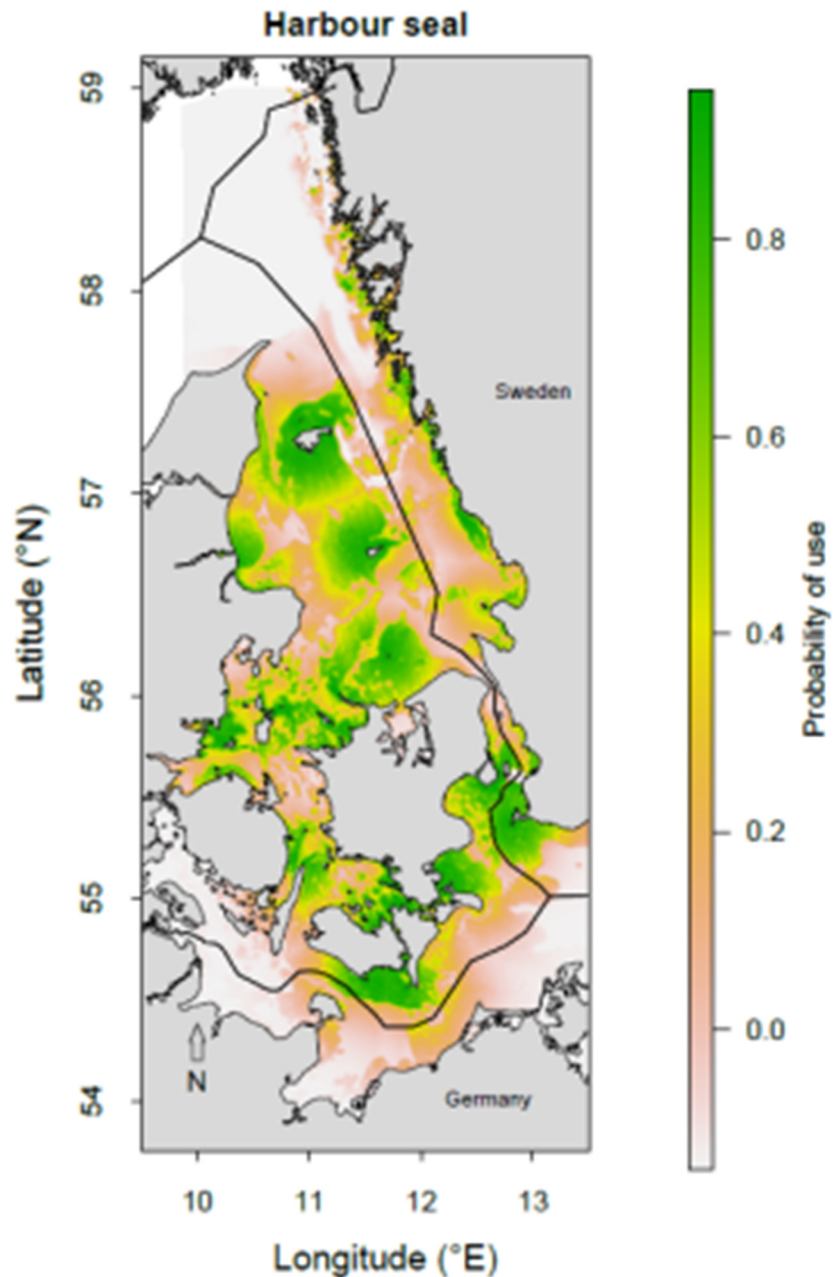 Harbour seal
59
58
57
56
55
54
Latitude (°N)
Sweden
Germany
N
10 11 12 13
Longitude (°E)
0.8
0.6
0.4
0.2
0.0
Probability of use